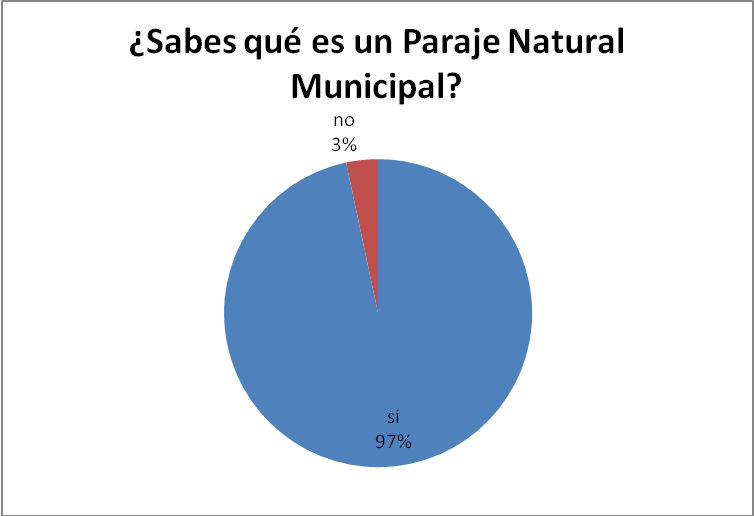 ¿Sabes qué es un Paraje Natural
Municipal?
no
3%
si
97%